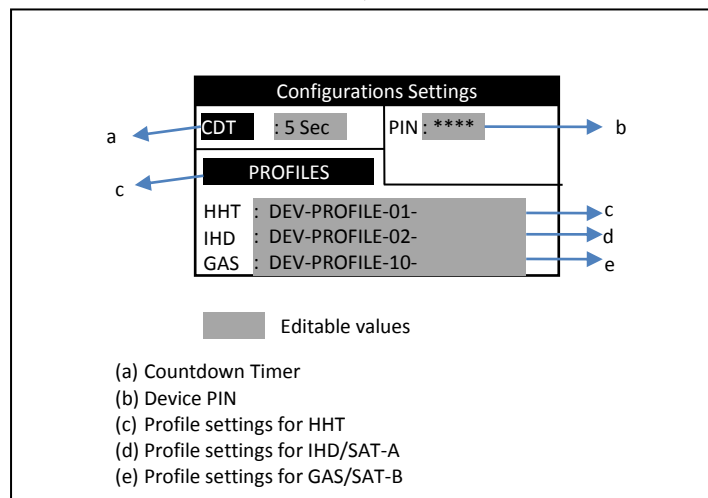 Configurations Settings
a CDT : 5 Sec PIN : **** b
c PROFILES
HHT : DEV-PROFILE-01- c
IHD : DEV-PROFILE-02- d
GAS : DEV-PROFILE-10- e
Editable values
(a) Countdown Timer
(b) Device PIN
(c) Profile settings for HHT
(d) Profile settings for IHD/SAT-A
(e) Profile settings for GAS/SAT-B